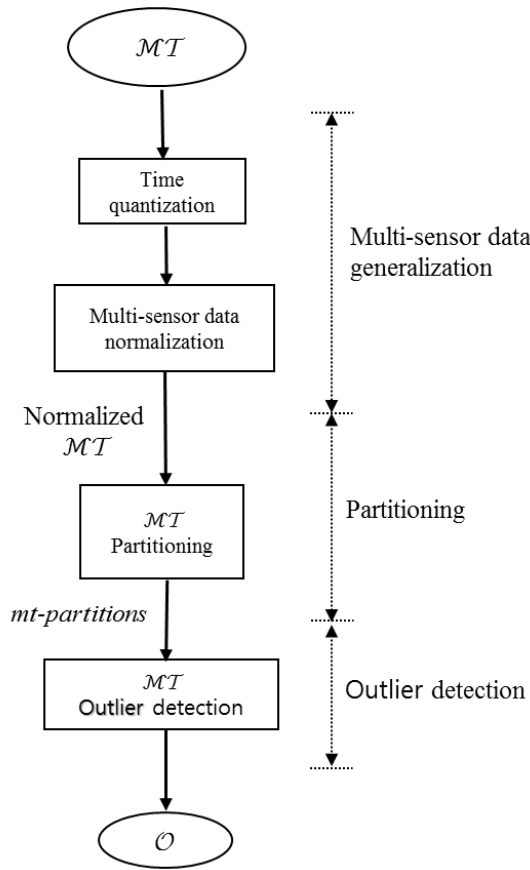 𝓜𝓣
Time
quantization
Multi-sensor data
generalization
Multi-sensor data
normalization
Normalized
𝓜𝓣
𝓜𝓣
Partitioning
Partitioning
mt-partitions
𝓜𝓣
Outlier detection
Outlier detection
𝒪